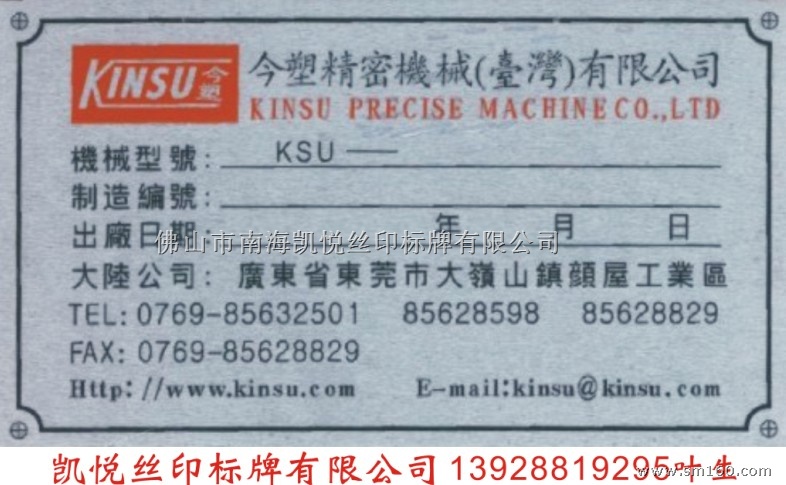 KINSU 今塑
今塑精密機械(臺灣)有限公司
KINSU PRECISE MACHINE CO.,LTD
機械型號: KSU —
制造編號:
出廠日期: 年 月 日
佛山市南海凯悦丝印标牌有限公司
大陸公司: 廣東省東莞市大嶺山鎮顔屋工業區
TEL: 0769-85632501 85628598 85628829
FAX: 0769-85628829
Http: //www.kinsu.com E-mail:kinsu@kinsu.com
凯悦丝印标牌有限公司 13928819295叶生
www.sm160.com